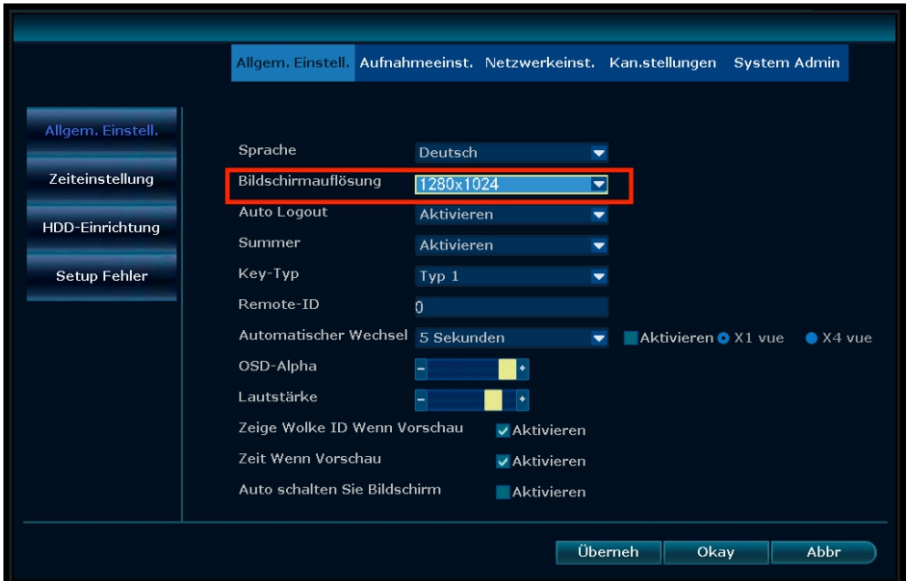 Allgem. Einstell. Aufnahmeeinst. Netzwerkeinst. Kan.stellungen System Admin
Allgem. Einstell.
Zeiteinstellung
HDD-Einrichtung
Setup Fehler
Sprache Deutsch
Bildschirmauflösung 1280x1024
Auto Logout Aktivieren
Summer Aktivieren
Key-Typ Typ 1
Remote-ID 0
Automatischer Wechsel 5 Sekunden Aktivieren X1 vue X4 vue
OSD-Alpha - +
Lautstärke - +
Zeige Wolke ID Wenn Vorschau Aktivieren
Zeit Wenn Vorschau Aktivieren
Auto schalten Sie Bildschirm Aktivieren
Überneh Okay Abbr